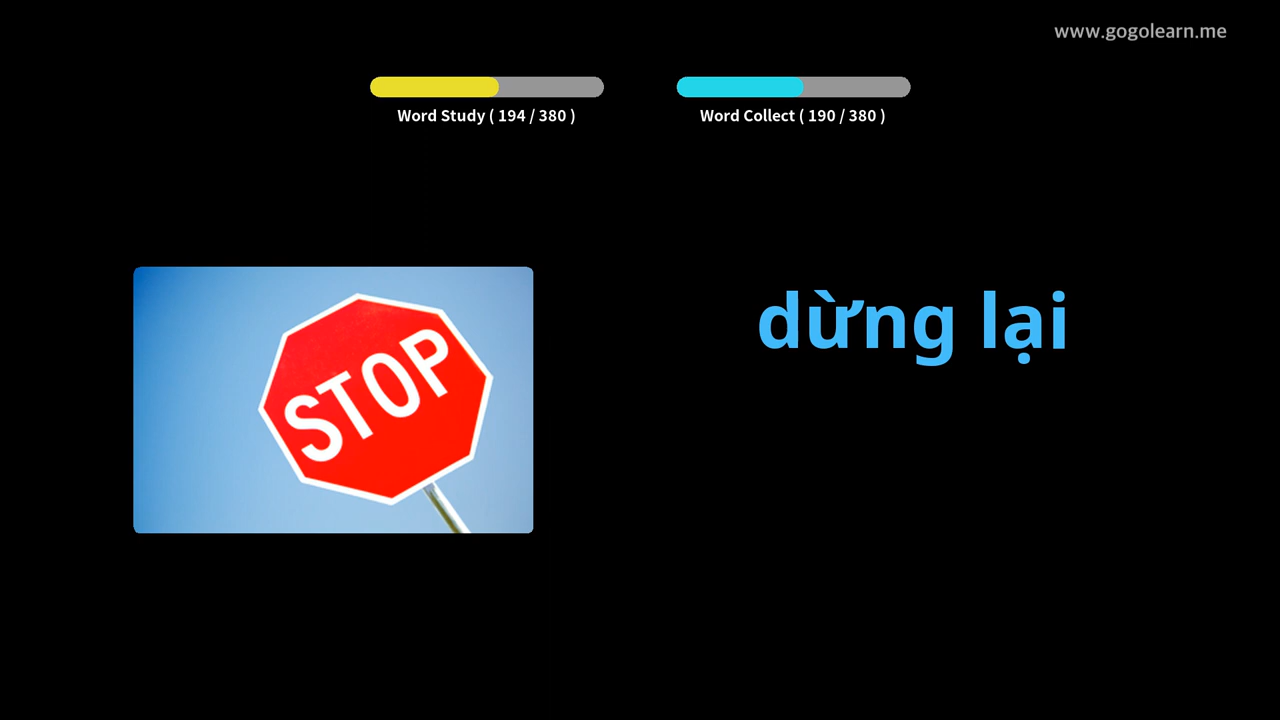 www.gogolearn.me
Word Study ( 194 / 380 )
Word Collect ( 190 / 380 )
STOP
dừng lại